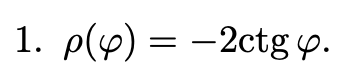 1. ρ(φ) = −2ctg φ.